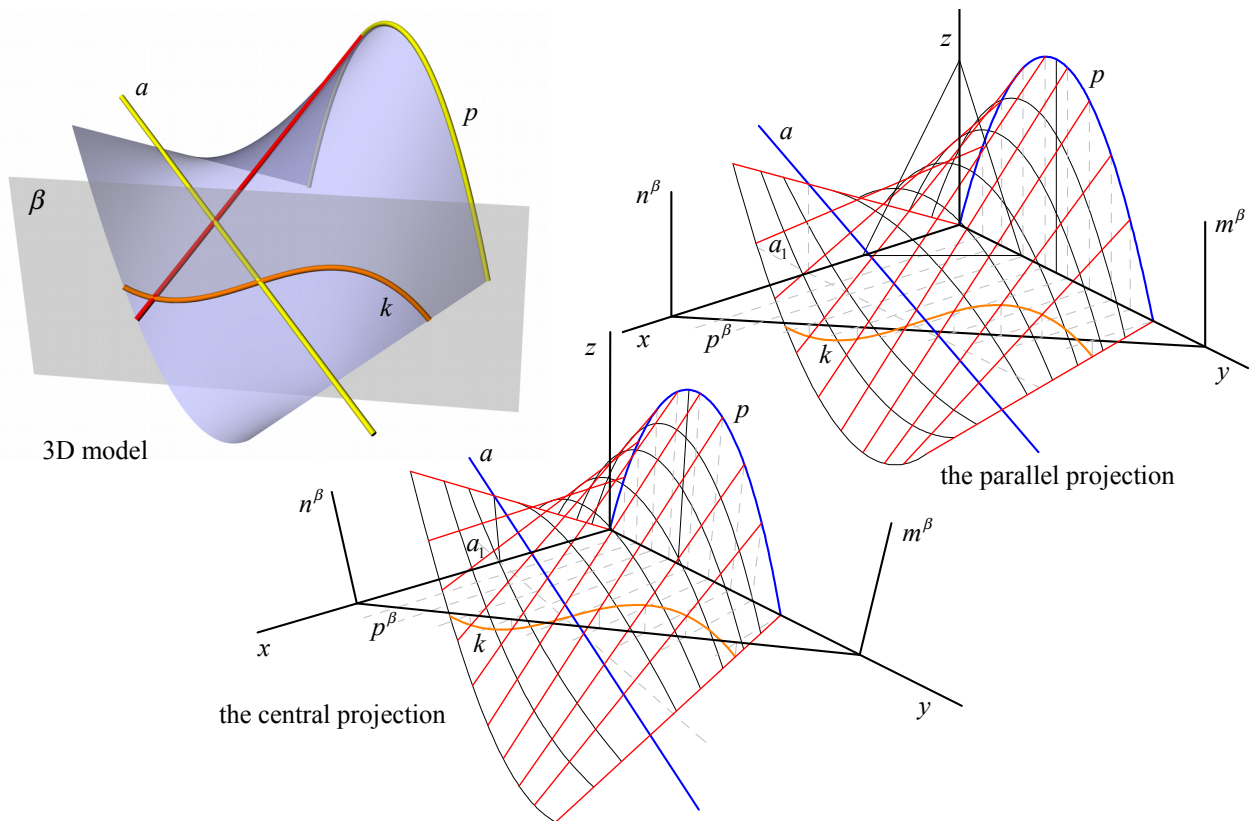 a
p
β
k
3D model
z
p
a
n^β
m^β
a₁
x
p^β
k
y
the parallel projection
z
p
a
n^β
m^β
a₁
p^β
k
x
y
the central projection